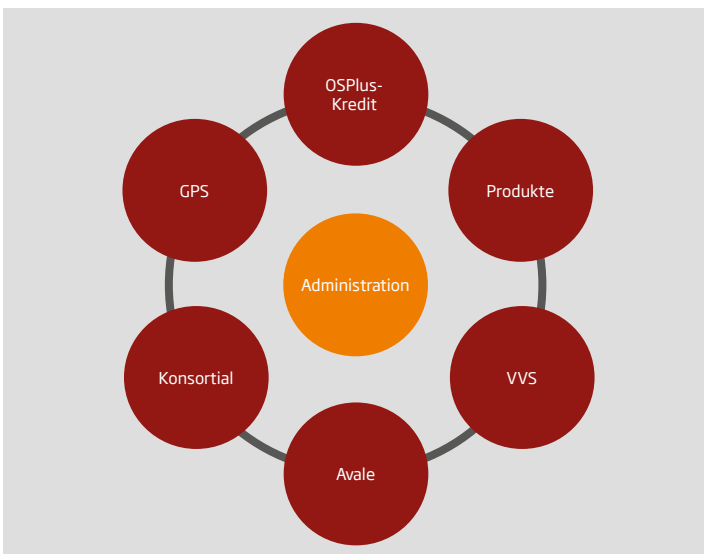 OSPlus-
Kredit
GPS
Produkte
Administration
Konsortial
VVS
Avale